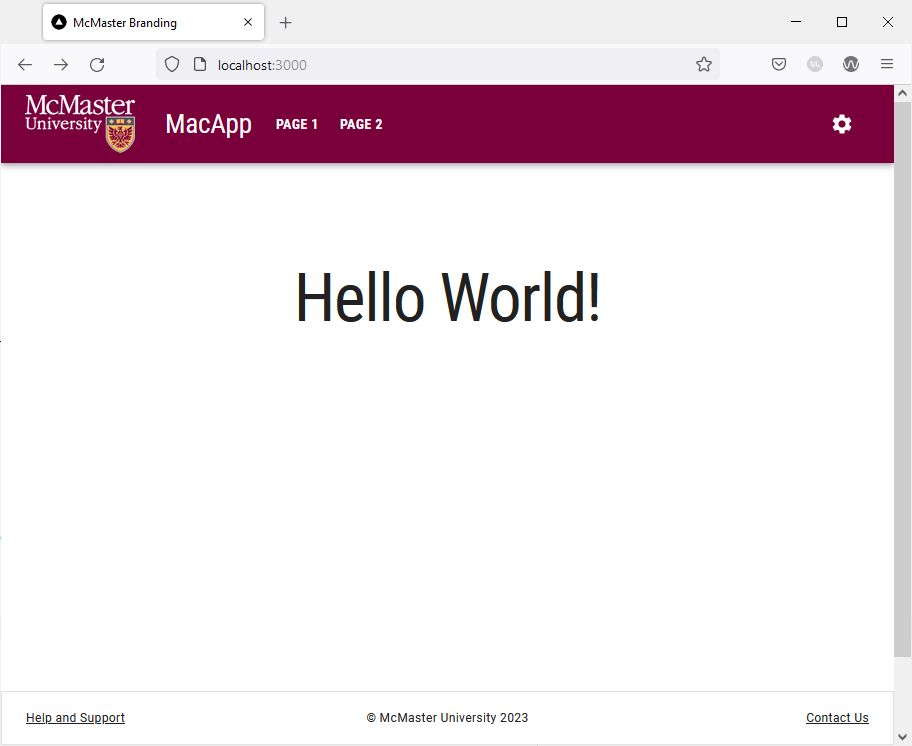 McMaster Branding
localhost:3000
McMaster
University
MacApp PAGE 1 PAGE 2
Hello World!
Help and Support © McMaster University 2023 Contact Us